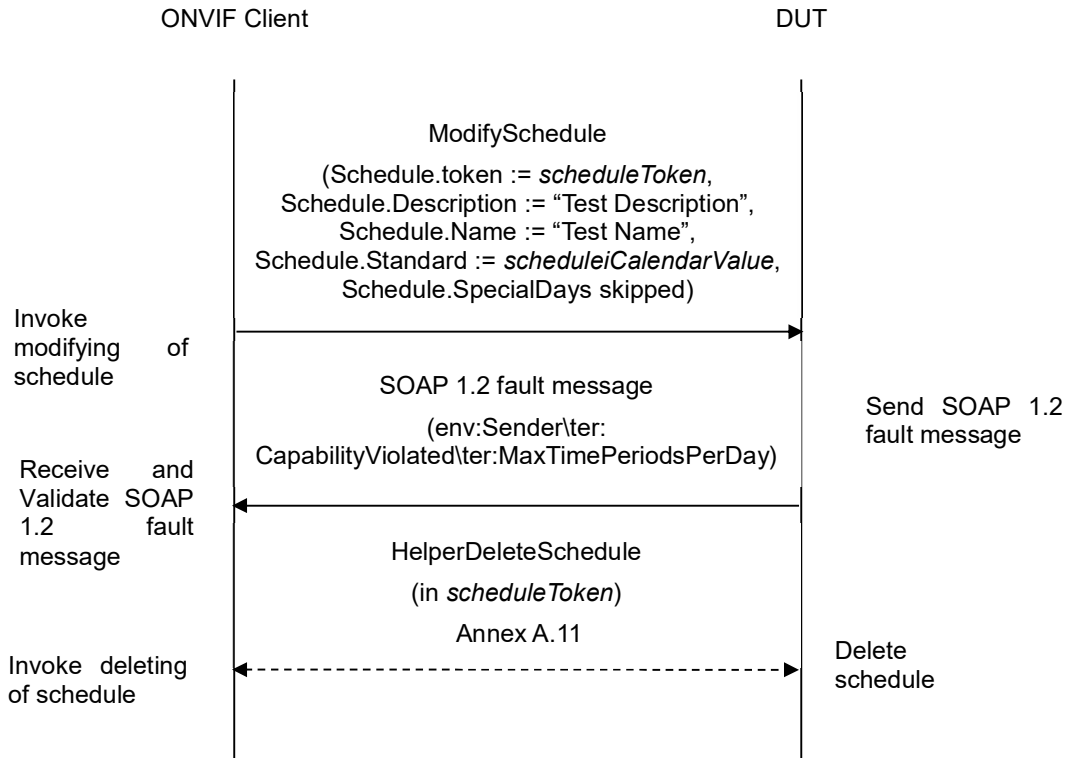 ONVIF Client
DUT
ModifySchedule
(Schedule.token := scheduleToken,
Schedule.Description := “Test Description”,
Schedule.Name := “Test Name”,
Schedule.Standard := scheduleiCalendarValue,
Schedule.SpecialDays skipped)
Invoke
modifying of
schedule
SOAP 1.2 fault message
(env:Sender\ter:
CapabilityViolated\ter:MaxTimePeriodsPerDay)
Send SOAP 1.2
fault message
Receive and
Validate SOAP
1.2 fault
message
HelperDeleteSchedule
(in scheduleToken)
Annex A.11
Invoke deleting
of schedule
Delete
schedule